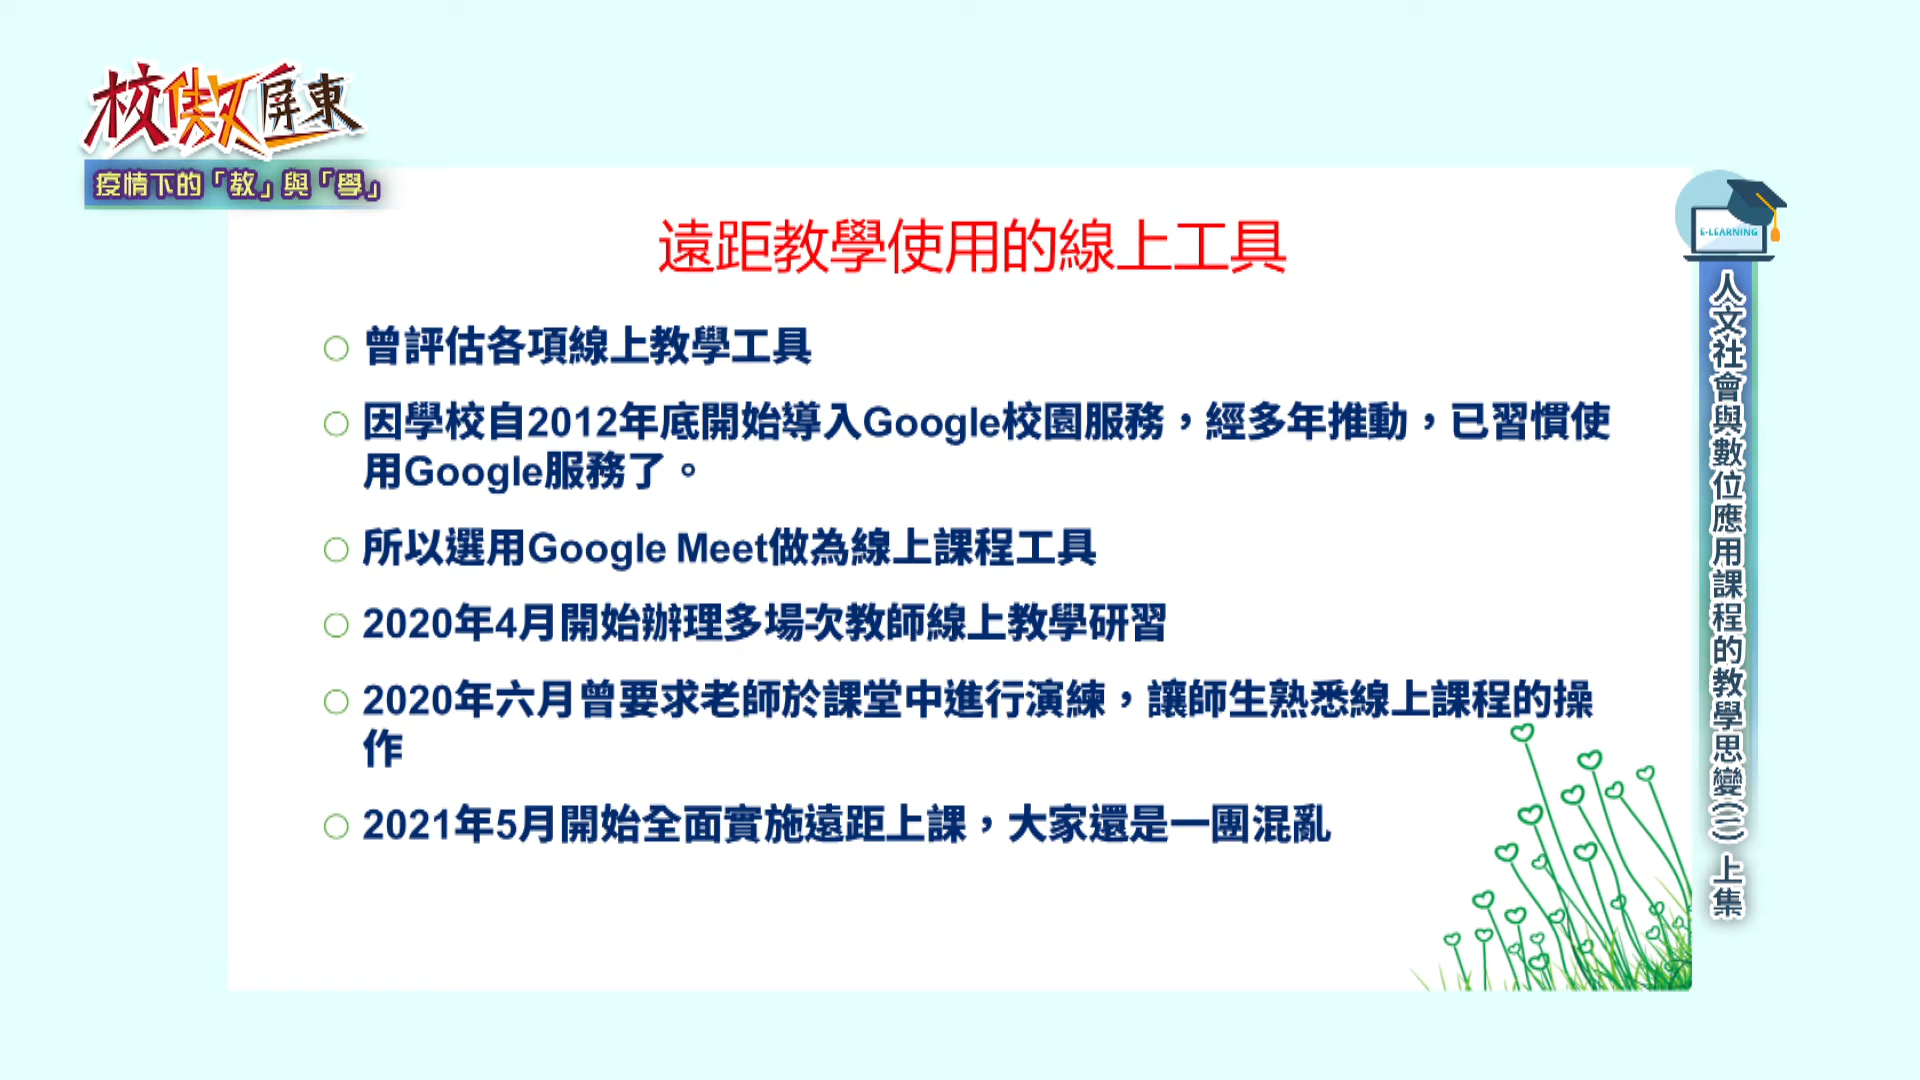 校傲屏東
疫情下的「教」與「學」
遠距教學使用的線上工具
曾評估各項線上教學工具
因學校自2012年底開始導入Google校園服務，經多年推動，已習慣使
用Google服務了。
所以選用Google Meet做為線上課程工具
2020年4月開始辦理多場次教師線上教學研習
2020年六月曾要求老師於課堂中進行演練，讓師生熟悉線上課程的操
作
2021年5月開始全面實施遠距上課，大家還是一團混亂
E-LEARNING
人文社會與數位應用課程的教學思變(二)上集